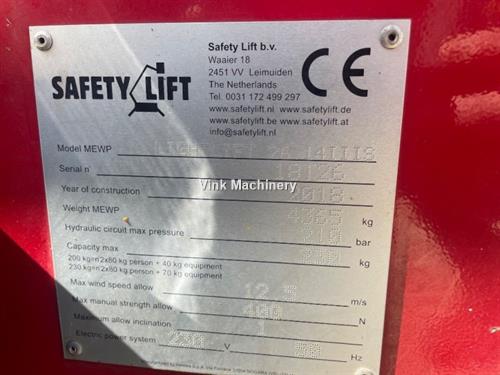 Safety Lift b.v.
Waaier 18
2451 VV Leimuiden
The Netherlands
Tel. 0031 172 499 297
www.safetylift.nl www.safetylift.de
www.safetylift.be www.safetylift.at
info@safetylift.nl
CE
SAFETY LIFT
Model MEWP
Serial n° 18176
Vink Machinery
Year of construction 2018
Weight MEWP kg
Hydraulic circuit max pressure bar
Capacity max kg
200 kg=n°2x80 kg person + 40 kg equipment
230 kg=n°2x80 kg person + 70 kg equipment
Max wind speed allow m/s
Max manual strength allow 400 N
Maximum allow inclination 1
Electric power system 230 V Hz